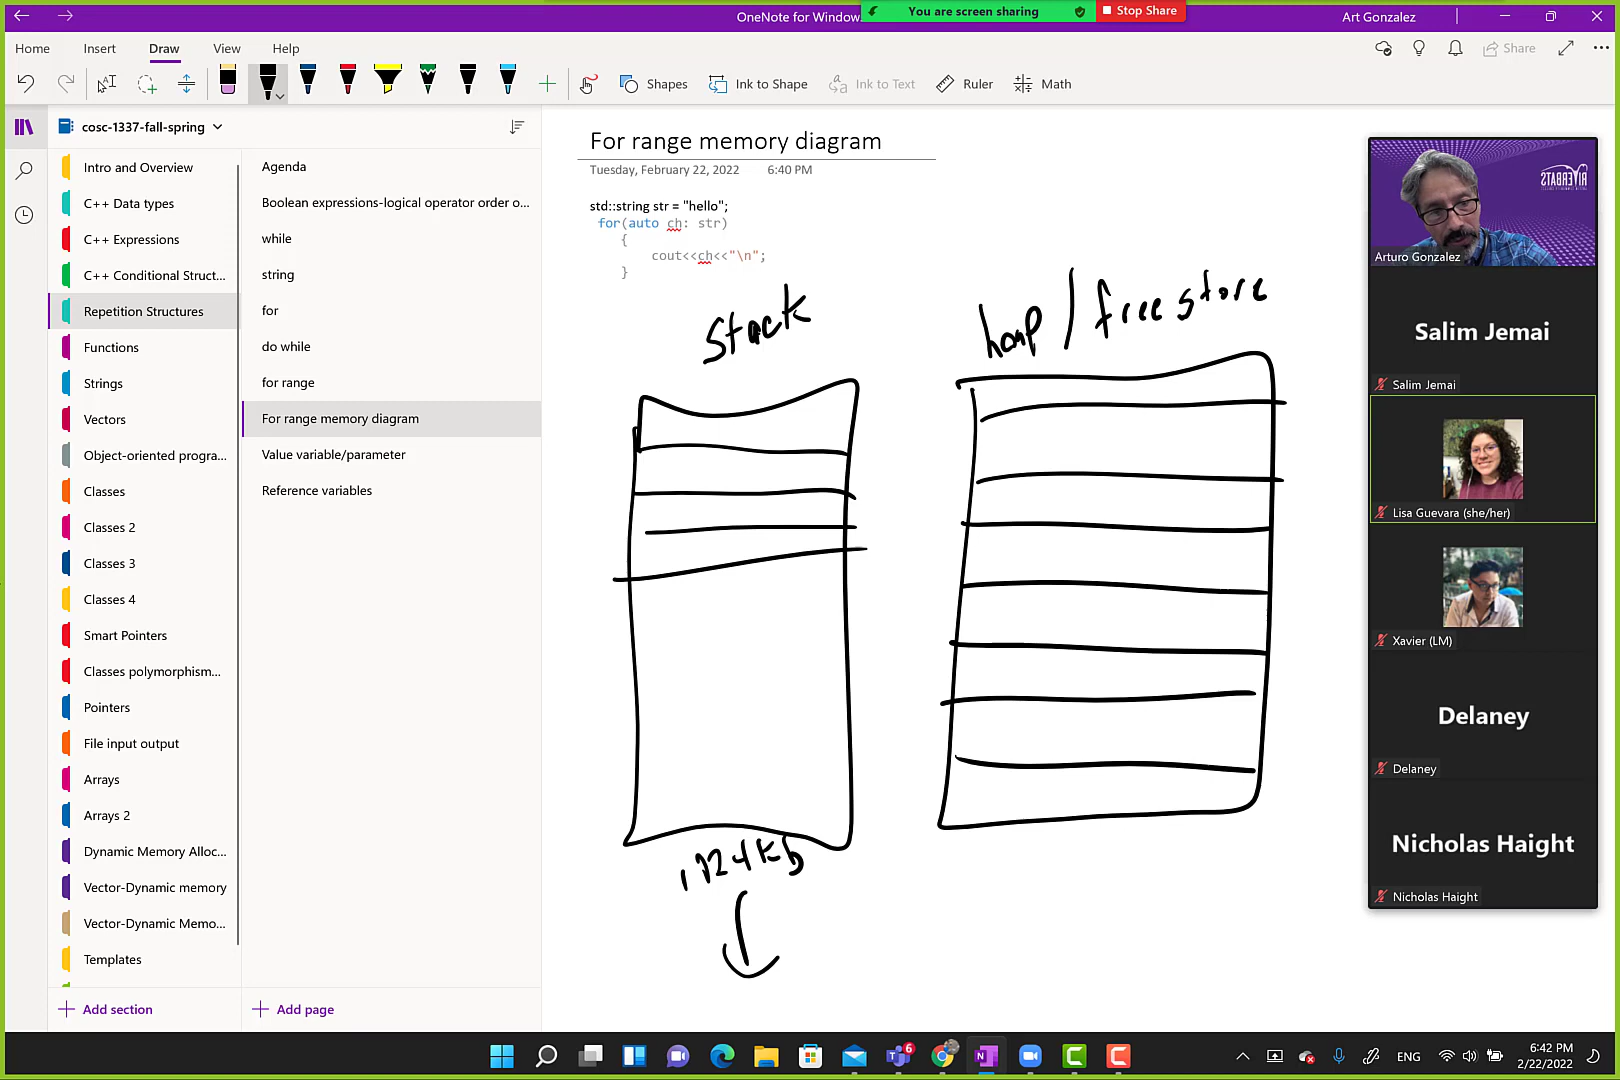 OneNote for Window..
You are screen sharing
Stop Share
Art Gonzalez
Home Insert Draw View Help
Share
Shapes
Ink to Shape
Ink to Text
Ruler
Math
cosc-1337-fall-spring
Intro and Overview
C++ Data types
C++ Expressions
C++ Conditional Struct...
Repetition Structures
Functions
Strings
Vectors
Object-oriented progra...
Classes
Classes 2
Classes 3
Classes 4
Smart Pointers
Classes polymorphism...
Pointers
File input output
Arrays
Arrays 2
Dynamic Memory Alloc...
Vector-Dynamic memory
Vector-Dynamic Memo...
Templates
Add section
Agenda
Boolean expressions-logical operator order o...
while
string
for
do while
for range
For range memory diagram
Value variable/parameter
Reference variables
Add page
For range memory diagram
Tuesday, February 22, 2022 6:40 PM
std::string str = "hello";
for(auto ch: str)
{
cout<<ch<<"\n";
}
stack
heap / free store
1024kb
RIVERBATS
Arturo Gonzalez
Salim Jemai
Salim Jemai
Lisa Guevara (she/her)
Xavier (LM)
Delaney
Delaney
Nicholas Haight
Nicholas Haight
6
ENG
6:42 PM
2/22/2022